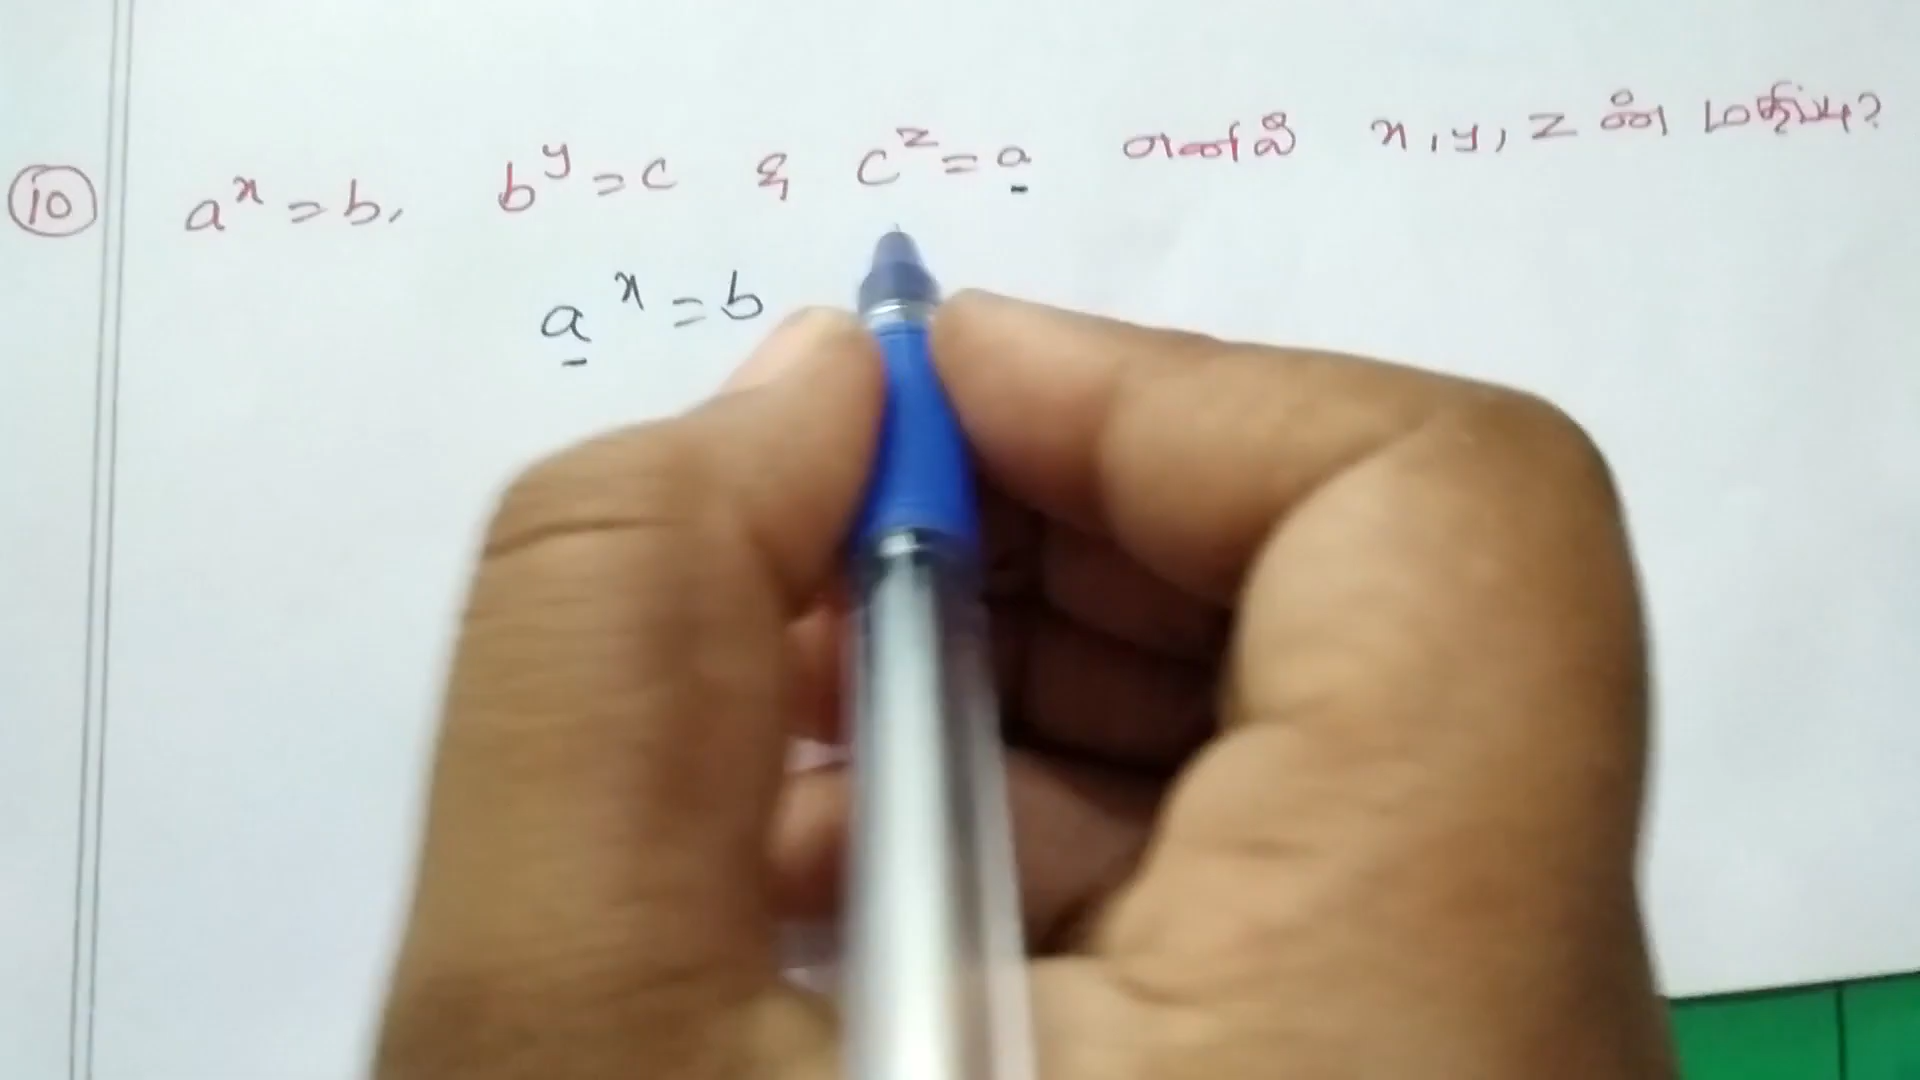 10 aˣ = b, bʸ = c & cᶻ = a எனில் x, y, z ன் மதிப்பு?
aˣ = b